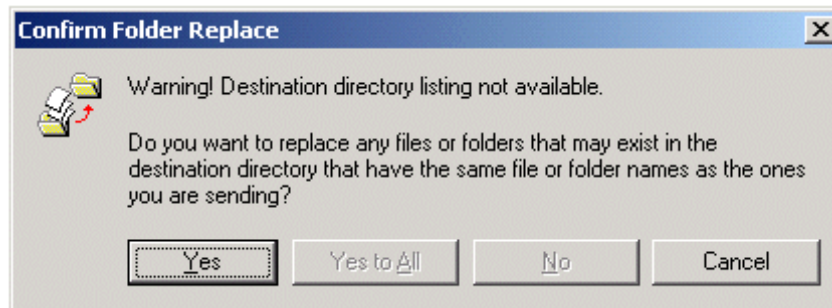 Confirm Folder Replace
Warning! Destination directory listing not available.
Do you want to replace any files or folders that may exist in the
destination directory that have the same file or folder names as the ones
you are sending?
Yes
Yes to All
No
Cancel